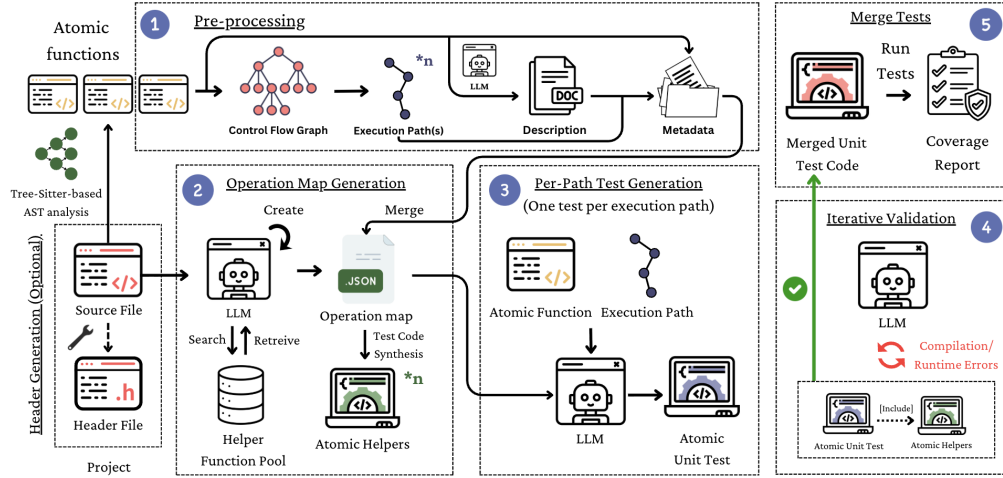 Atomic
functions
Tree-Sitter-based
AST analysis
Header Generation (Optional)
</>
Source File
.h
Header File
Project
1
Pre-processing
</>
</>
</>
Control Flow Graph
*n
Execution Path(s)
LLM
DOC
Description
Metadata
2
Operation Map Generation
Create
Merge
LLM
.JSON
Operation map
Search
Retreive
Test Code
Synthesis
*n
</>
Helper
Function Pool
Atomic Helpers
3
Per-Path Test Generation
(One test per execution path)
</>
Atomic Function
Execution Path
LLM
</>
Atomic
Unit Test
Merge Tests
5
Run
Tests
</>
Merged Unit
Test Code
Coverage
Report
Iterative Validation
4
LLM
Compilation/
Runtime Errors
</>
[Include]
</>
Atomic Unit Test
Atomic Helpers